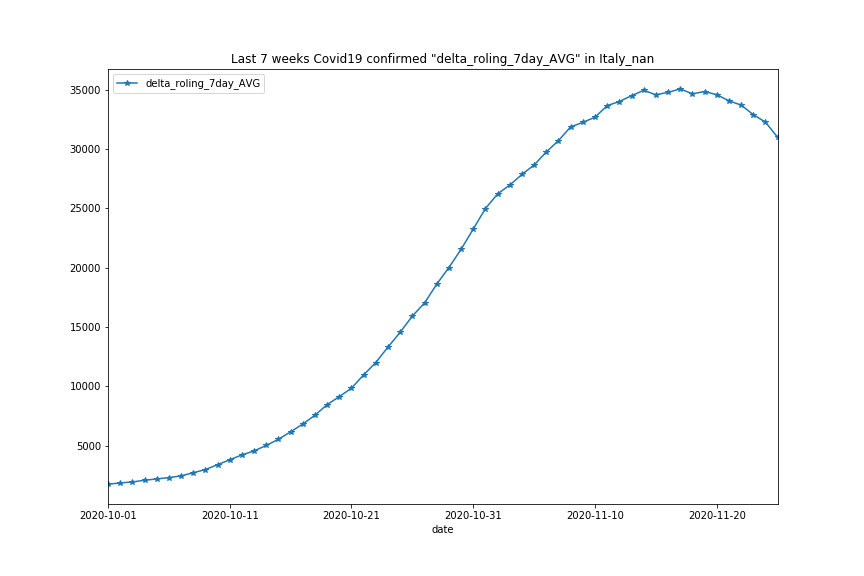 Last 7 weeks Covid19 confirmed "delta_roling_7day_AVG" in Italy_nan
delta_roling_7day_AVG
35000
30000
25000
20000
15000
10000
5000
2020-10-01 2020-10-11 2020-10-21 2020-10-31 2020-11-10 2020-11-20
date